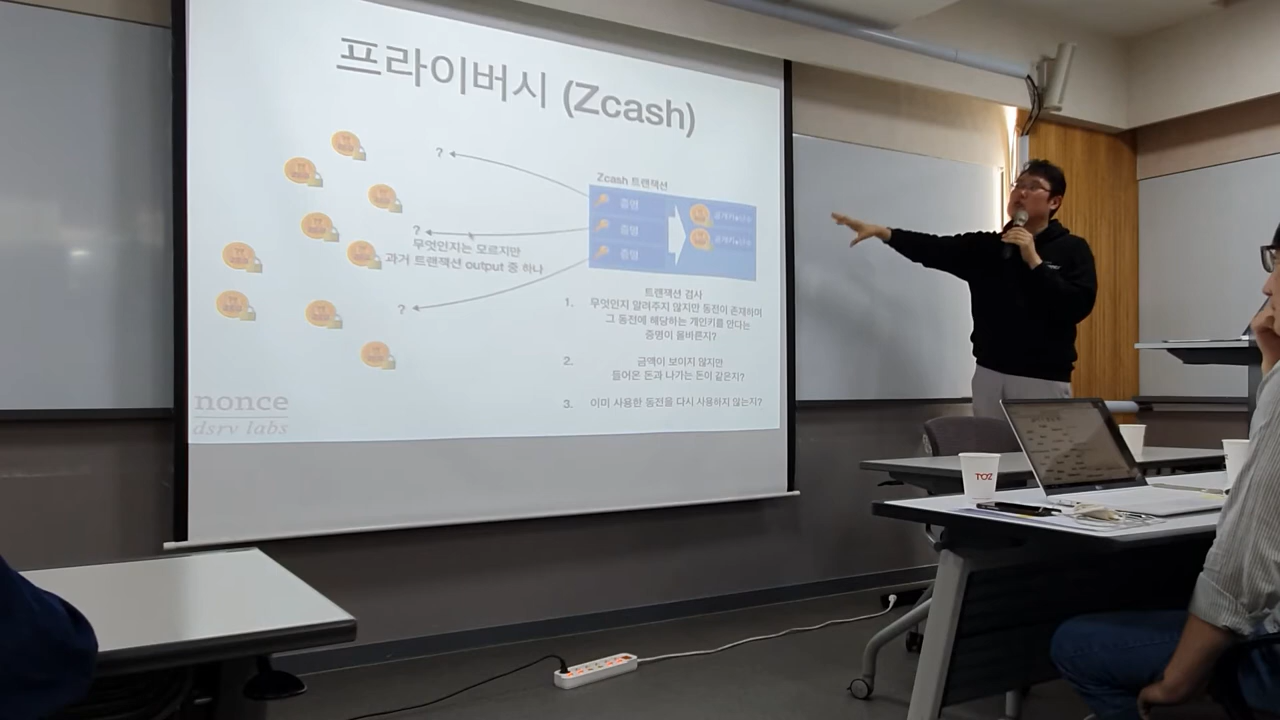 프라이버시 (Zcash)
?
Zcash 트랜잭션
증명
증명
증명
?
무엇인지는 모르지만
과거 트랜잭션 output 중 하나
?
트랜잭션 검사
1. 무엇인지 알려주지 않지만 동전이 존재하며
그 동전에 해당하는 개인키를 안다는
증명이 올바른지?
2. 금액이 보이지 않지만
들어온 돈과 나가는 돈이 같은지?
3. 이미 사용한 동전을 다시 사용하지 않는지?
nonce
dsrv labs
TOZ